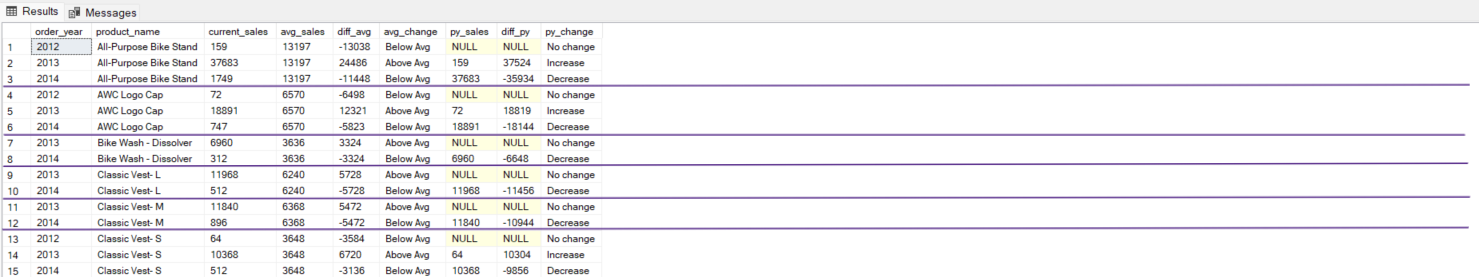 Results Messages
order_year product_name current_sales avg_sales diff_avg avg_change py_sales diff_py py_change
1 2012 All-Purpose Bike Stand 159 13197 -13038 Below Avg NULL NULL No change
2 2013 All-Purpose Bike Stand 37683 13197 24486 Above Avg 159 37524 Increase
3 2014 All-Purpose Bike Stand 1749 13197 -11448 Below Avg 37683 -35934 Decrease
4 2012 AWC Logo Cap 72 6570 -6498 Below Avg NULL NULL No change
5 2013 AWC Logo Cap 18891 6570 12321 Above Avg 72 18819 Increase
6 2014 AWC Logo Cap 747 6570 -5823 Below Avg 18891 -18144 Decrease
7 2013 Bike Wash - Dissolver 6960 3636 3324 Above Avg NULL NULL No change
8 2014 Bike Wash - Dissolver 312 3636 -3324 Below Avg 6960 -6648 Decrease
9 2013 Classic Vest- L 11968 6240 5728 Above Avg NULL NULL No change
10 2014 Classic Vest- L 512 6240 -5728 Below Avg 11968 -11456 Decrease
11 2013 Classic Vest- M 11840 6368 5472 Above Avg NULL NULL No change
12 2014 Classic Vest- M 896 6368 -5472 Below Avg 11840 -10944 Decrease
13 2012 Classic Vest- S 64 3648 -3584 Below Avg NULL NULL No change
14 2013 Classic Vest- S 10368 3648 6720 Above Avg 64 10304 Increase
15 2014 Classic Vest- S 512 3648 -3136 Below Avg 10368 -9856 Decrease